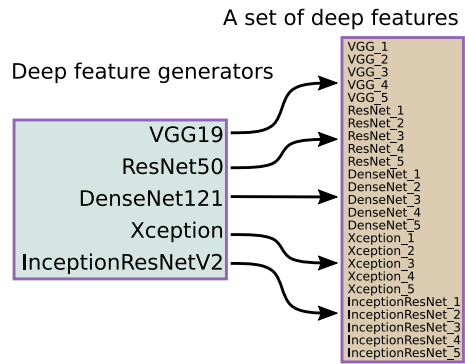 A set of deep features
Deep feature generators
VGG19
ResNet50
DenseNet121
Xception
InceptionResNetV2
VGG_1
VGG_2
VGG_3
VGG_4
VGG_5
ResNet_1
ResNet_2
ResNet_3
ResNet_4
ResNet_5
DenseNet_1
DenseNet_2
DenseNet_3
DenseNet_4
DenseNet_5
Xception_1
Xception_2
Xception_3
Xception_4
Xception_5
InceptionResNet_1
InceptionResNet_2
InceptionResNet_3
InceptionResNet_4
InceptionResNet_5